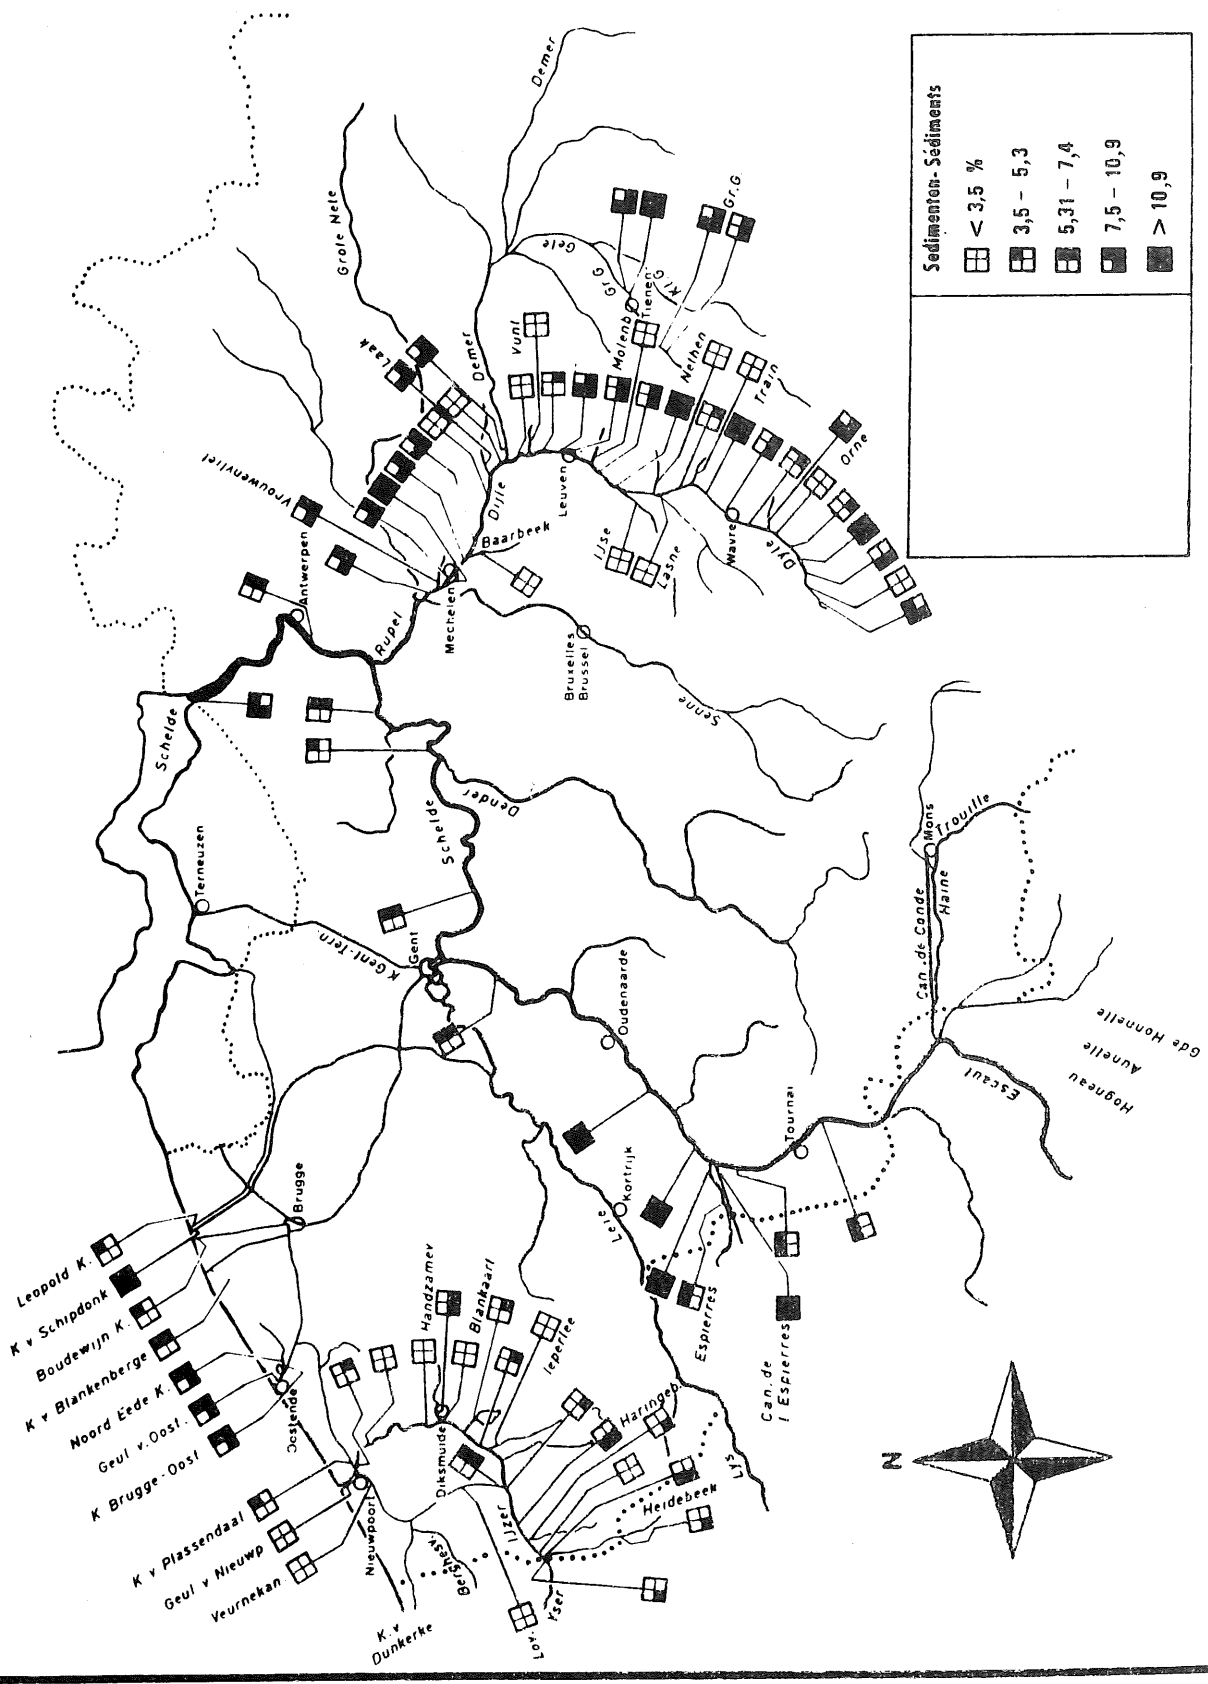 Sedimenten-Sédiments
< 3,5 %
3,5 - 5,3
5,31 - 7,4
7,5 - 10,9
> 10,9
Demer
Grote Nete
Gete
Gr.G
Kl.G
Gr.G.
Tienen
Molenb.
Laak
Demer
Vunt
Nethen
Train
Orne
Vrouwenvliet
Dijle
Leuven
Baarbeek
IJse
Lasne
Wavre
Dyle
Antwerpen
Rupel
Mechelen
Bruxelles
Brussel
Senne
Schelde
Dender
Schelde
Terneuzen
K Gent-Tern.
Gent
Oudenaarde
Mons
Trouille
Haine
Can. de Conde
Gde Honnelle
Aunelle
Hogneau
Escaut
Tournai
Kortrijk
Leie
Brugge
Leopold K.
K v Schipdonk
Boudewijn K.
K v Blankenberge
Noord Eede K.
Geul v. Oost.
K Brugge-Oost
Oostende
Handzamev
Blankaart
Ieperlee
Espierres
Can. de
l Espierres
Haringeb.
Diksmuide
K v Plassendaal
Geul v Nieuwp
Veurnekan.
Nieuwpoort
IJzer
Heidebeek
Lys
Berghesv.
Yser
Lov.
K. v
Dunkerke
N